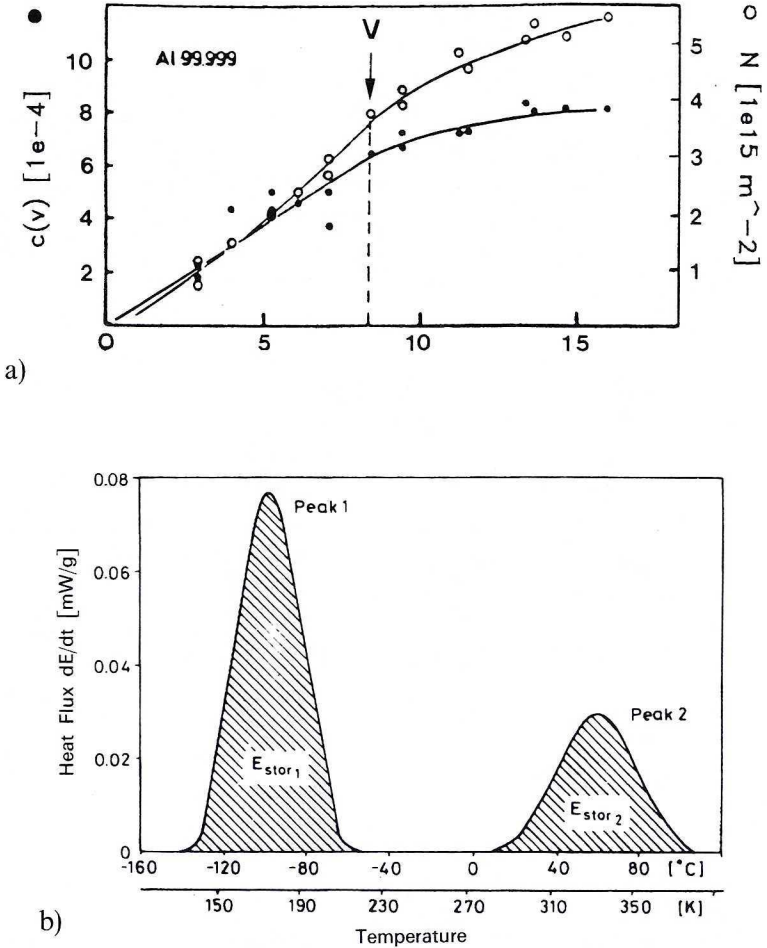 ● ○
V
Al 99.999
c(v) [1e-4]
10
8
6
4
2
N [1e15 m^-2]
5
4
3
2
1
0 5 10 15
a)
Heat Flux dE/dt [mW/g]
0.08
0.06
0.04
0.02
0
Peak 1
Peak 2
E stor 1
E stor 2
-160 -120 -80 -40 0 40 80 [°C]
150 190 230 270 310 350 [K]
b)
Temperature